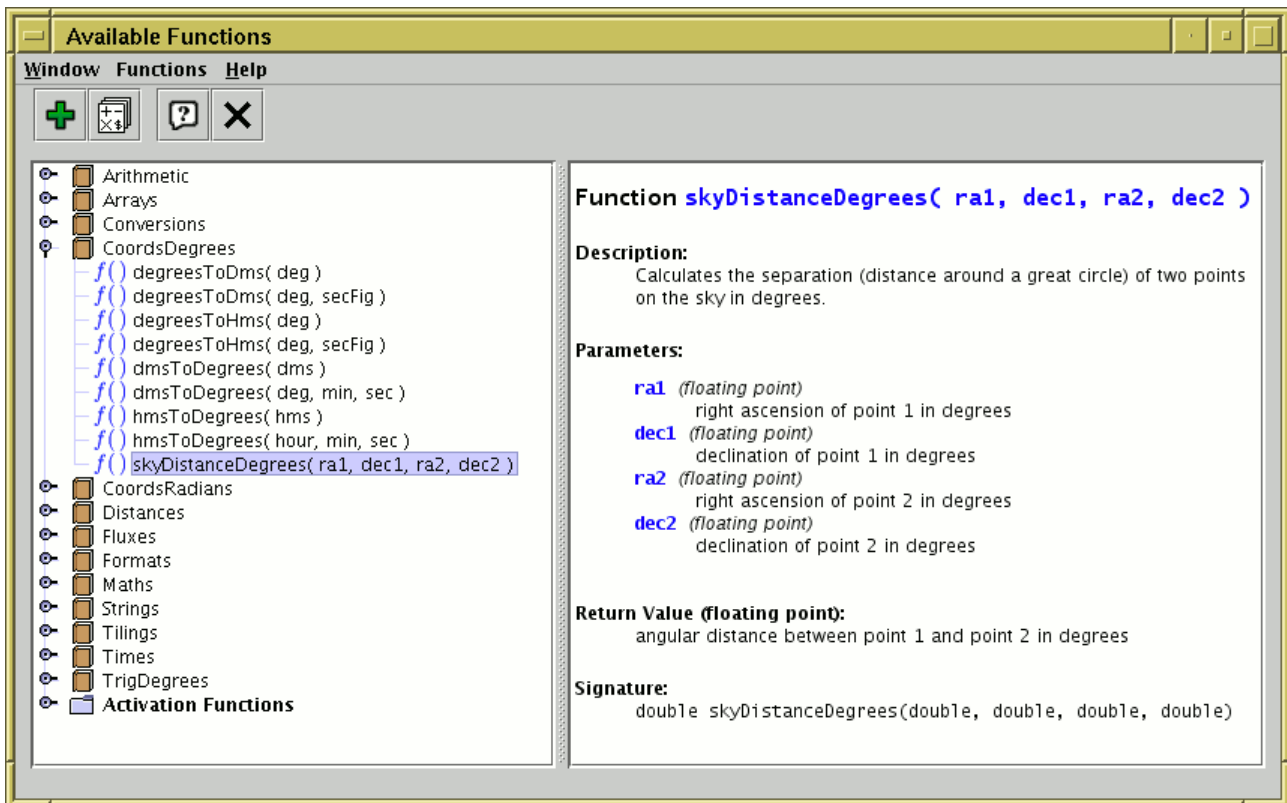 Available Functions
Window Functions Help
Arithmetic
Arrays
Conversions
CoordsDegrees
f() degreesToDms( deg )
f() degreesToDms( deg, secFig )
f() degreesToHms( deg )
f() degreesToHms( deg, secFig )
f() dmsToDegrees( dms )
f() dmsToDegrees( deg, min, sec )
f() hmsToDegrees( hms )
f() hmsToDegrees( hour, min, sec )
f() skyDistanceDegrees( ra1, dec1, ra2, dec2 )
CoordsRadians
Distances
Fluxes
Formats
Maths
Strings
Tilings
Times
TrigDegrees
Activation Functions
Function skyDistanceDegrees( ra1, dec1, ra2, dec2 )
Description:
Calculates the separation (distance around a great circle) of two points
on the sky in degrees.
Parameters:
ra1 (floating point)
right ascension of point 1 in degrees
dec1 (floating point)
declination of point 1 in degrees
ra2 (floating point)
right ascension of point 2 in degrees
dec2 (floating point)
declination of point 2 in degrees
Return Value (floating point):
angular distance between point 1 and point 2 in degrees
Signature:
double skyDistanceDegrees(double, double, double, double)